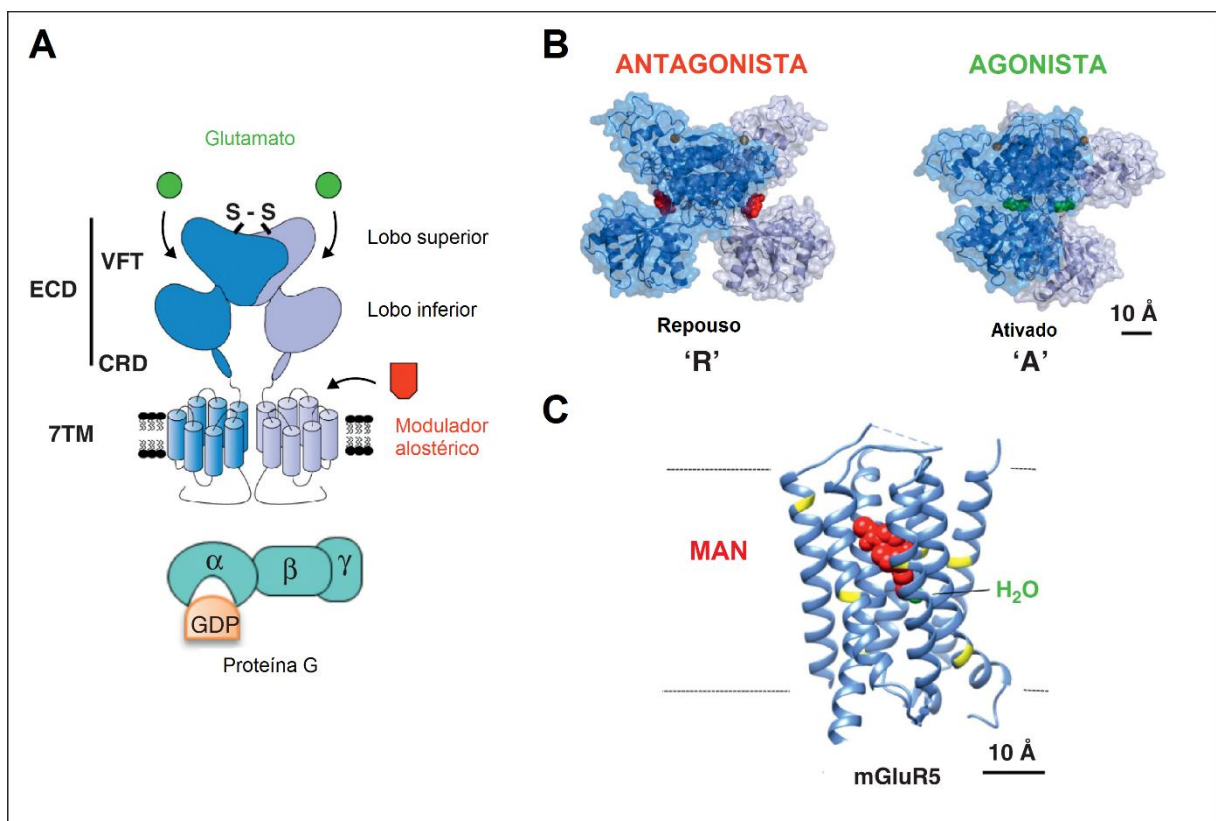 A
Glutamato
S - S
VFT
Lobo superior
ECD
Lobo inferior
CRD
7TM
Modulador
alostérico
α
β
γ
GDP
Proteína G
B
ANTAGONISTA
AGONISTA
Repouso
'R'
Ativado
'A'
10 Å
C
MAN
H₂O
mGluR5
10 Å